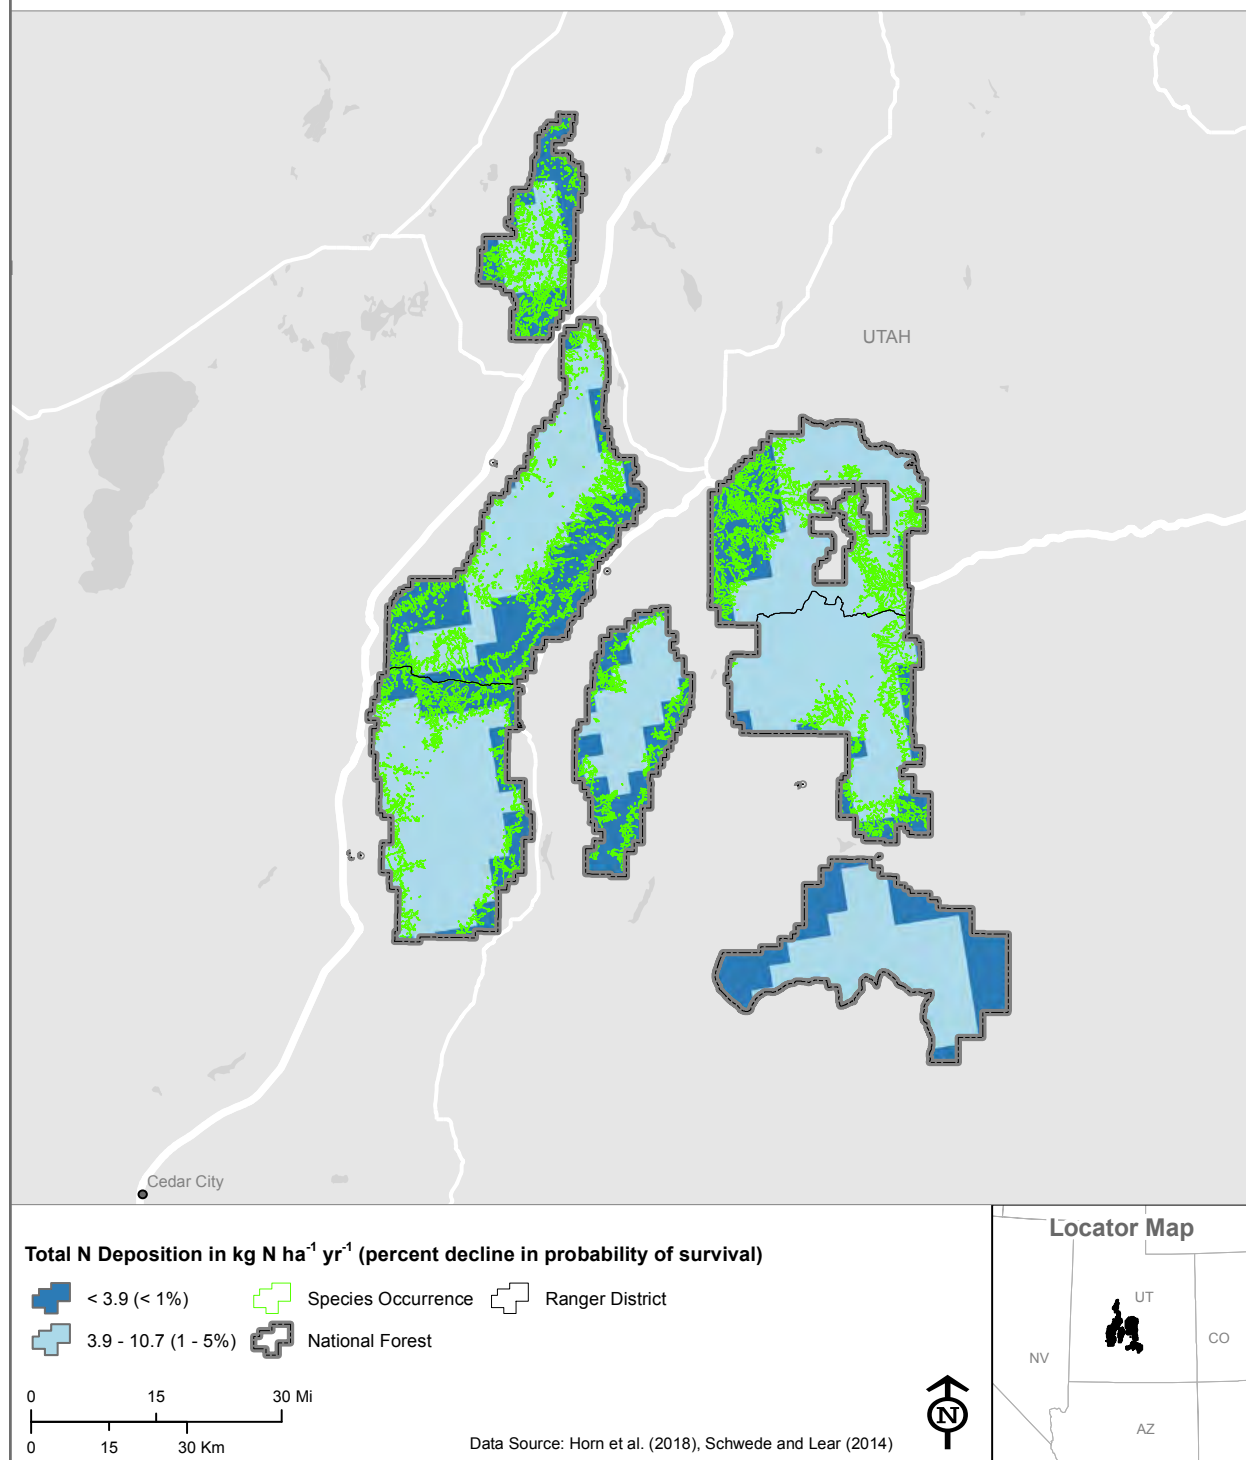 UTAH
Cedar City
Total N Deposition in kg N ha⁻¹ yr⁻¹ (percent decline in probability of survival)
< 3.9 (< 1%) Species Occurrence Ranger District
3.9 - 10.7 (1 - 5%) National Forest
0 15 30 Mi
0 15 30 Km
N
Data Source: Horn et al. (2018), Schwede and Lear (2014)
Locator Map
UT
CO
NV
AZ